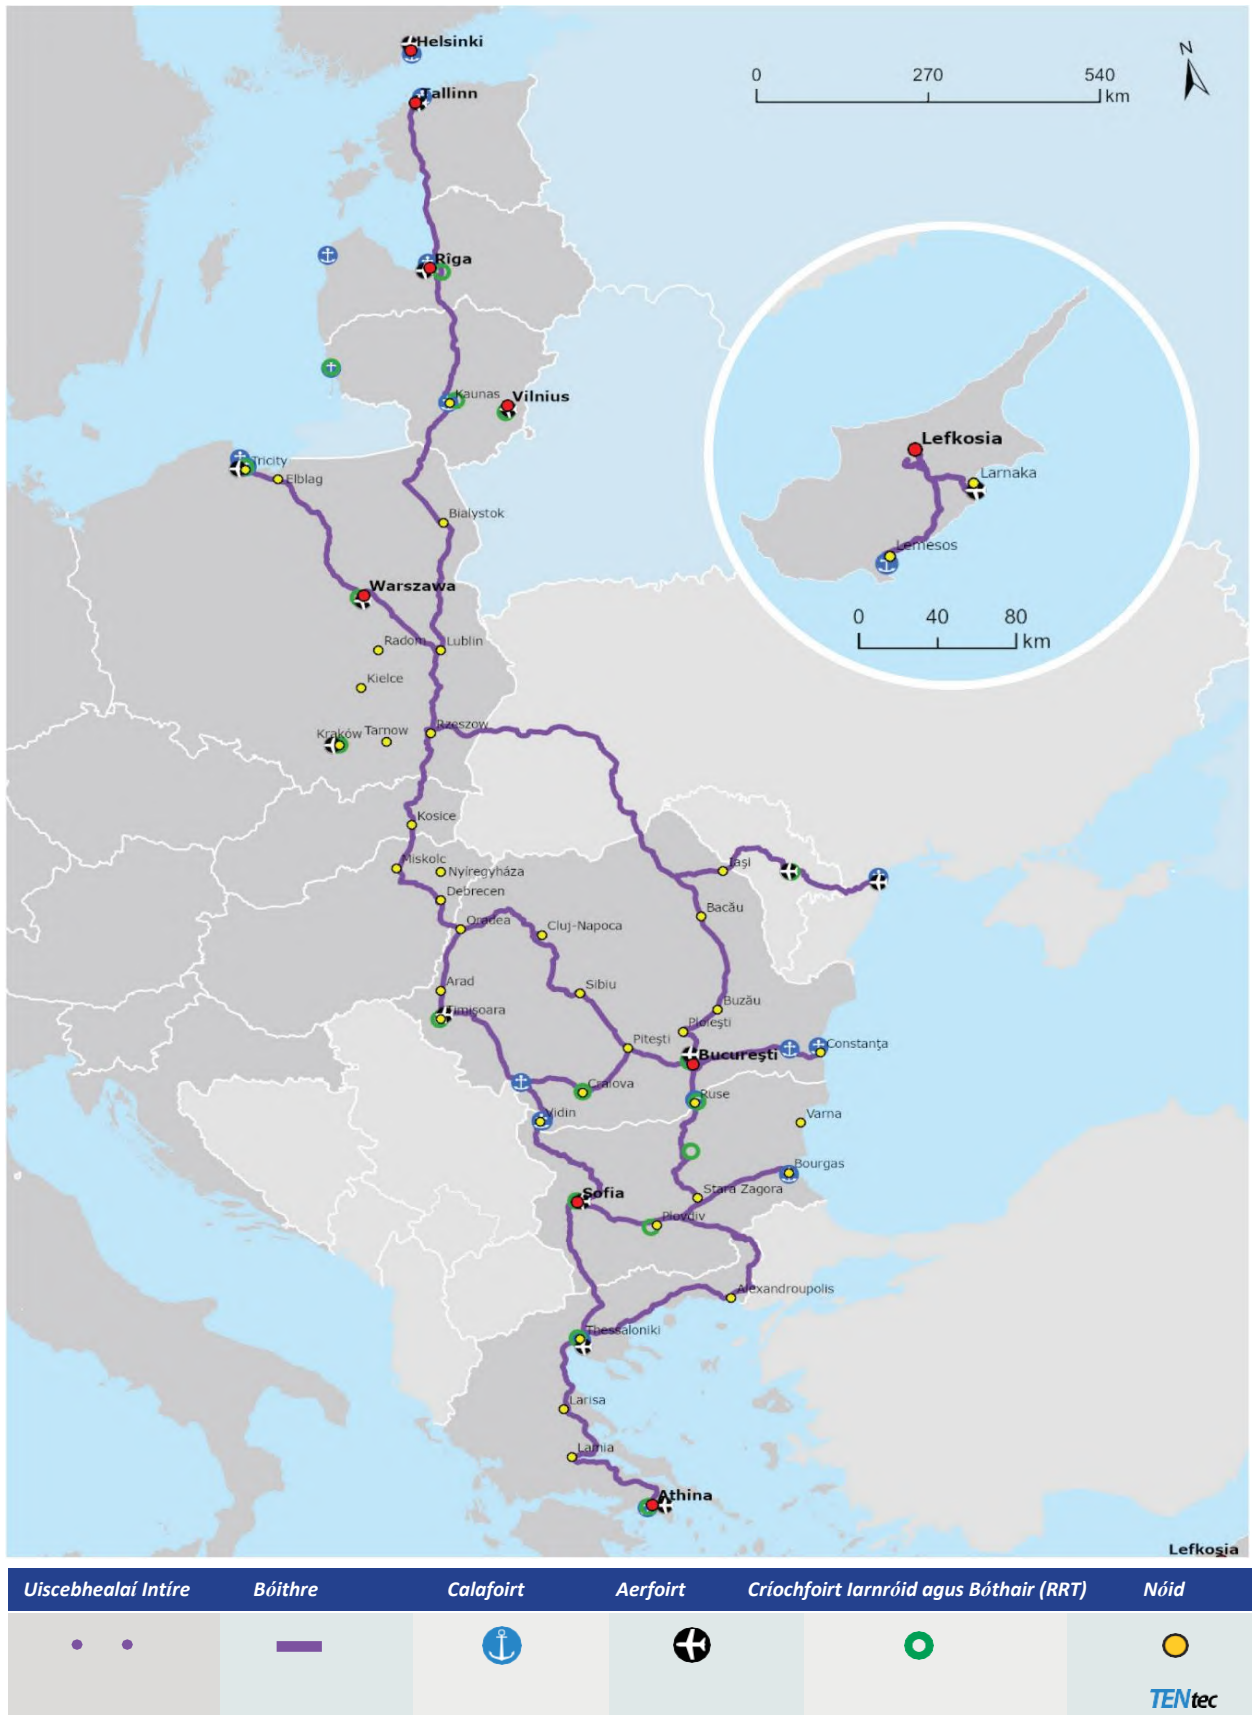 Helsinki
Tallinn
N
0 270 540
km
Rîga
Kaunas
Vilnius
Tricity
Elblag
Bialystok
Warszawa
Radom
Lublin
Kielce
Kraków
Tarnow
Rzeszow
Lefkosia
Larnaka
Lemesos
0 40 80
km
Kosice
Miskolc
Nyíregyháza
Debrecen
Oradea
Cluj-Napoca
Iaşi
Bacău
Arad
Sibiu
Timişoara
Buzău
Ploieşti
Piteşti
Bucureşti
Constanţa
Craiova
Ruse
Vidin
Varna
Bourgas
Sofia
Stara Zagora
Plovdiv
Alexandroupolis
Thessaloniki
Larisa
Lamia
Athina
Lefkosia
Uiscebhealaí Intíre Bóithre Calafoirt Aerfoirt Críochfoirt Iarnróid agus Bóthair (RRT) Nóid
TENtec